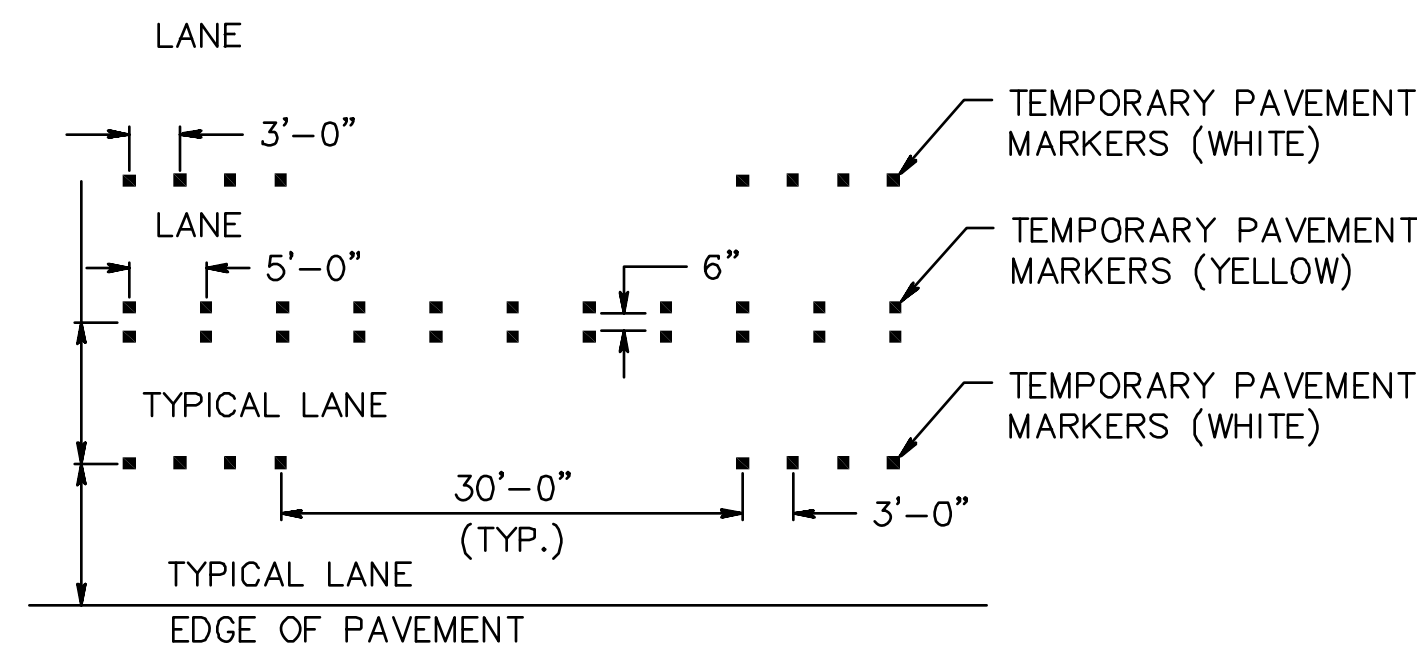 LANE
3'-0"
TEMPORARY PAVEMENT
MARKERS (WHITE)
LANE
5'-0"
6"
TEMPORARY PAVEMENT
MARKERS (YELLOW)
TYPICAL LANE
TEMPORARY PAVEMENT
MARKERS (WHITE)
30'-0"
(TYP.)
3'-0"
TYPICAL LANE
EDGE OF PAVEMENT